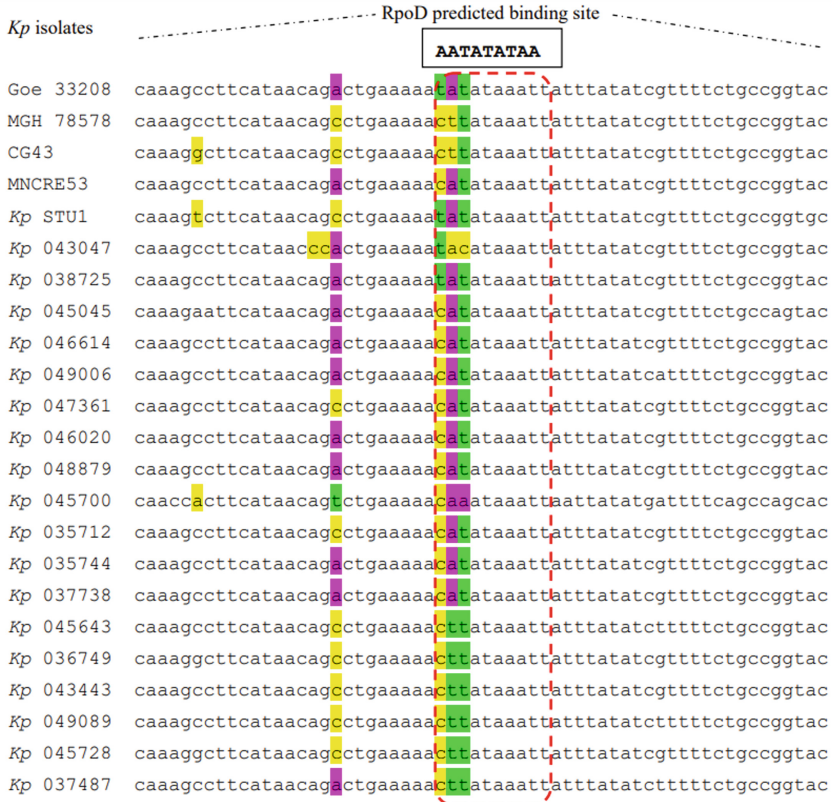 Kp isolates
RpoD predicted binding site
AATATATAA
Goe 33208 caaagccttcataacagactgaaaaatatataaattatttatatcgttttctgccggtac
MGH 78578 caaagccttcataacagcctgaaaaacttataaattatttatatcgttttctgccggtac
CG43 caaaggcttcataacagcctgaaaaacttataaattatttatatcgttttctgccggtac
MNCRE53 caaagccttcataacagactgaaaaacatataaattatttatatcgttttctgccggtac
Kp STU1 caaagtcttcataacagcctgaaaaatatataaattatttatatcgttttctgccggtgc
Kp 043047 caaagccttcataacccactgaaaaatacataaattatttatatcgttttctgccggtac
Kp 038725 caaagccttcataacagactgaaaaatatataaattatttatatcgttttctgccggtac
Kp 045045 caaagaattcataacagactgaaaaacatataaattatttatatcgttttctgccagtac
Kp 046614 caaagccttcataacagactgaaaaacatataaattatttatatcgttttctgccggtac
Kp 049006 caaagccttcataacagactgaaaaacatataaattatttatatcattttctgccggtac
Kp 047361 caaagccttcataacagcctgaaaaacatataaattatttatatcgttttctgccggtac
Kp 046020 caaagccttcataacagactgaaaaacatataaattatttatatcgttttctgccggtac
Kp 048879 caaagccttcataacagactgaaaaacatataaattatttatatcgttttctgccggtac
Kp 045700 caaccacttcataacagtctgaaaaacaaataaattaattatatgattttcagccagcac
Kp 035712 caaagccttcataacagcctgaaaaacatataaattatttatatcgttttctgccggtac
Kp 035744 caaagccttcataacagactgaaaaacatataaattatttatatcgttttctgccggtac
Kp 037738 caaagccttcataacagactgaaaaacatataaattatttatatcgttttctgccggtac
Kp 045643 caaagccttcataacagcctgaaaaacttataaattatttatatctttttctgccggtac
Kp 036749 caaaggcttcataacagcctgaaaaacttataaattatttatatcgttttctgccggtac
Kp 043443 caaagccttcataacagcctgaaaaacttataaattatttatatcgttttctgccggtac
Kp 049089 caaagccttcataacagcctgaaaaacttataaattatttatatctttttctgccggtac
Kp 045728 caaaggcttcataacagcctgaaaaacttataaattatttatatcgttttctgccggtac
Kp 037487 caaagccttcataacagactgaaaaacttataaattatttatatcgttttctgccggtac